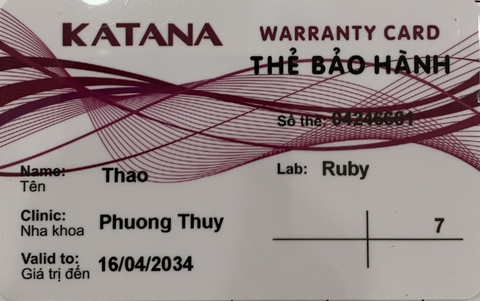 KATANA WARRANTY CARD
THẺ BẢO HÀNH
Số thẻ: 04246601
Name: Thao Lab: Ruby
Tên
Clinic: Phuong Thuy
Nha khoa
7
Valid to: 16/04/2034
Giá trị đến